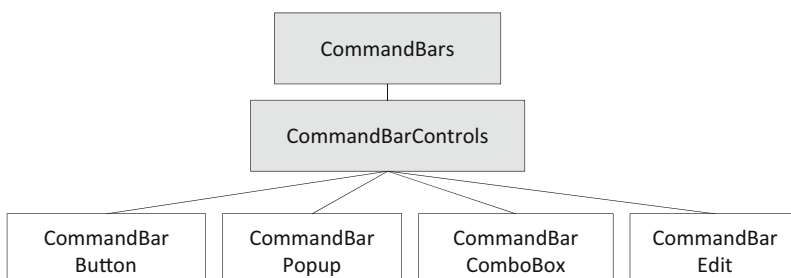 CommandBars
CommandBarControls
CommandBar
Button
CommandBar
Popup
CommandBar
ComboBox
CommandBar
Edit